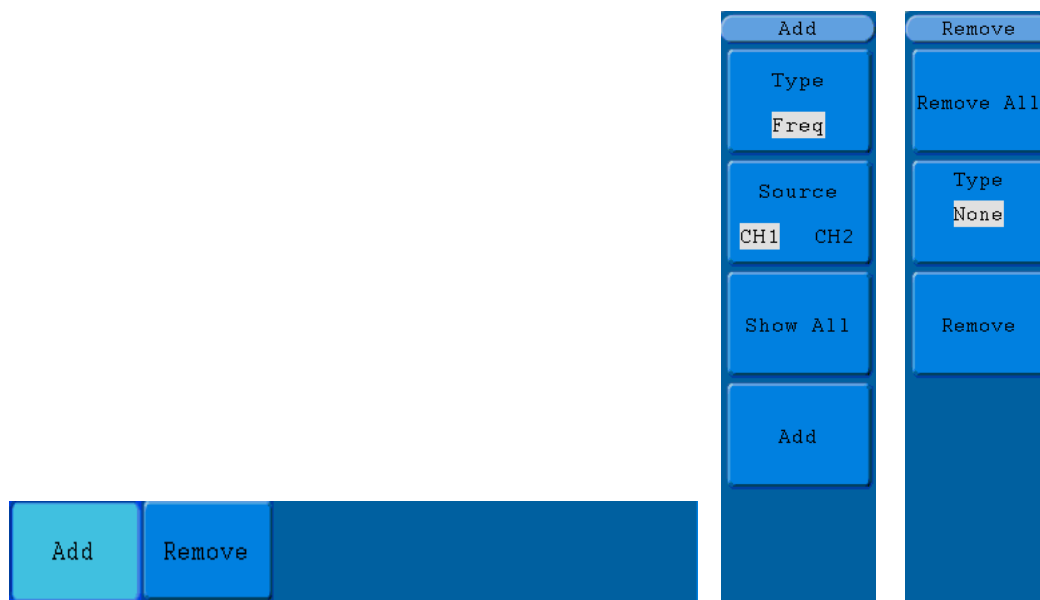 Add
Type
Freq
Source
CH1 CH2
Show All
Add
Remove
Remove All
Type
None
Remove
Add Remove